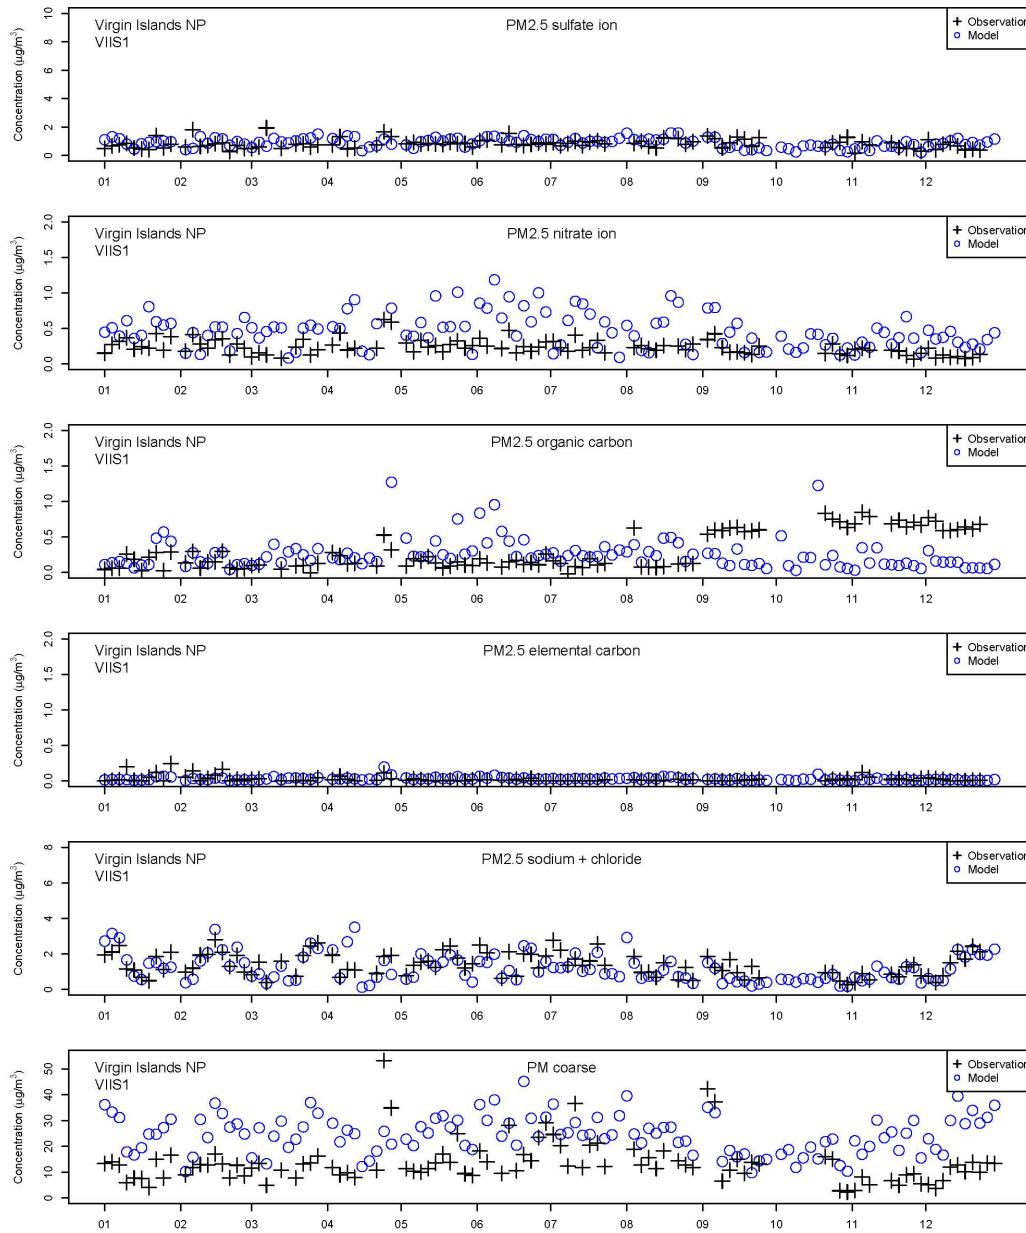 Virgin Islands NP
VIIS1
PM2.5 sulfate ion
Observation
Model
Concentration (µg/m³)
0 2 4 6 8 10
01 02 03 04 05 06 07 08 09 10 11 12
Virgin Islands NP
VIIS1
PM2.5 nitrate ion
Observation
Model
Concentration (µg/m³)
0.0 0.5 1.0 1.5 2.0
01 02 03 04 05 06 07 08 09 10 11 12
Virgin Islands NP
VIIS1
PM2.5 organic carbon
Observation
Model
Concentration (µg/m³)
0.0 0.5 1.0 1.5 2.0
01 02 03 04 05 06 07 08 09 10 11 12
Virgin Islands NP
VIIS1
PM2.5 elemental carbon
Observation
Model
Concentration (µg/m³)
0.0 0.5 1.0 1.5 2.0
01 02 03 04 05 06 07 08 09 10 11 12
Virgin Islands NP
VIIS1
PM2.5 sodium + chloride
Observation
Model
Concentration (µg/m³)
0 2 4 6 8
01 02 03 04 05 06 07 08 09 10 11 12
Virgin Islands NP
VIIS1
PM coarse
Observation
Model
Concentration (µg/m³)
0 10 20 30 40 50
01 02 03 04 05 06 07 08 09 10 11 12